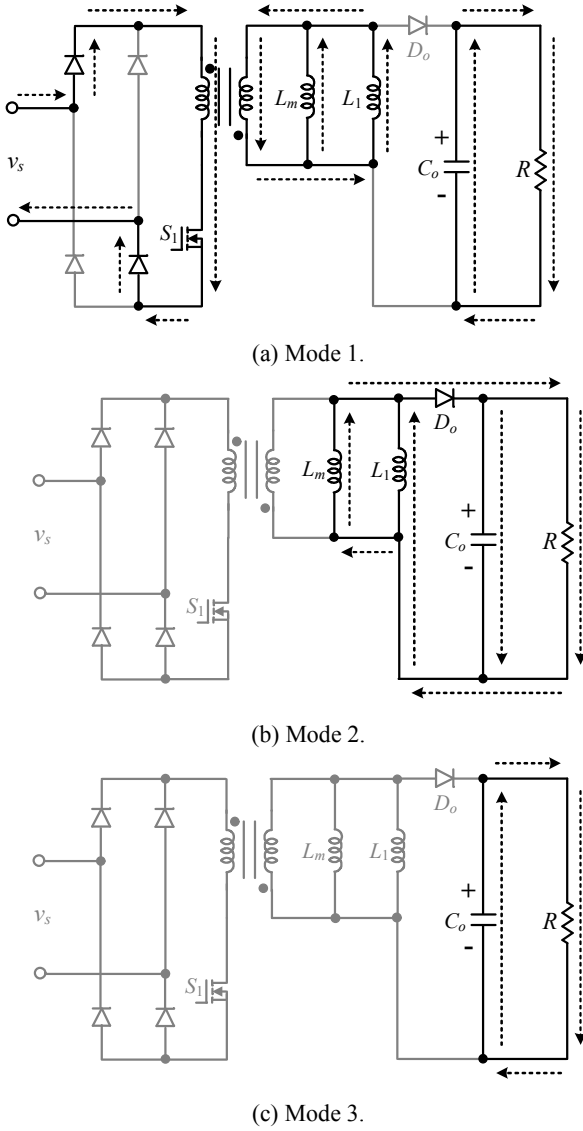 L_m L_1 D_o
v_s + C_o - R
S_1
(a) Mode 1.
D_o
L_m L_1
v_s + C_o - R
S_1
(b) Mode 2.
D_o
L_m L_1
v_s + C_o - R
S_1
(c) Mode 3.